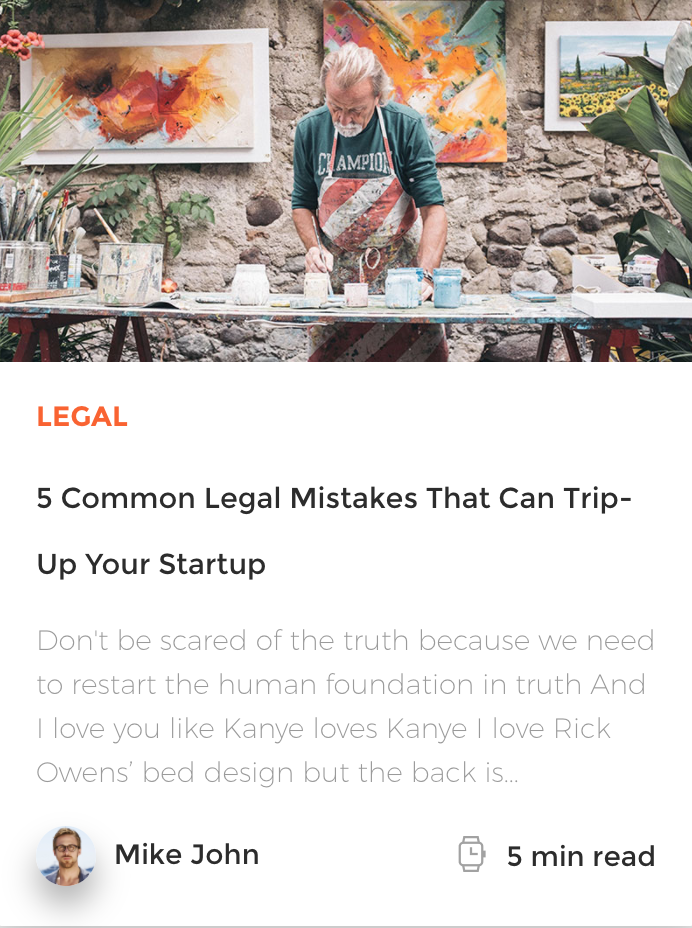 CHAMPION
LEGAL
5 Common Legal Mistakes That Can Trip-
Up Your Startup
Don't be scared of the truth because we need
to restart the human foundation in truth And
I love you like Kanye loves Kanye I love Rick
Owens’ bed design but the back is...
Mike John
5 min read